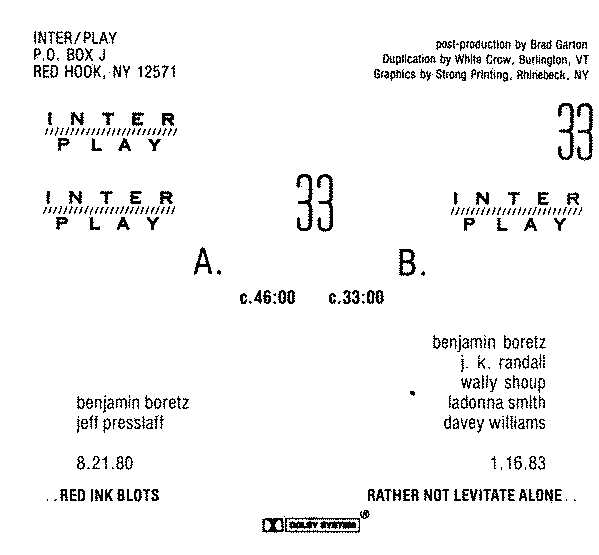 INTER/PLAY
P.O. BOX J
RED HOOK, NY 12571
post-production by Brad Garton
Duplication by White Crow, Burlington, VT
Graphics by Strong Printing, Rhinebeck, NY
INTER
PLAY
33
INTER
PLAY
33
INTER
PLAY
A. B.
c.46:00 c.33:00
benjamin boretz
jeff presslaff
8.21.80
..RED INK BLOTS
benjamin boretz
j. k. randall
wally shoup
ladonna smith
davey williams
1.16.83
RATHER NOT LEVITATE ALONE..
DOLBY SYSTEM ®